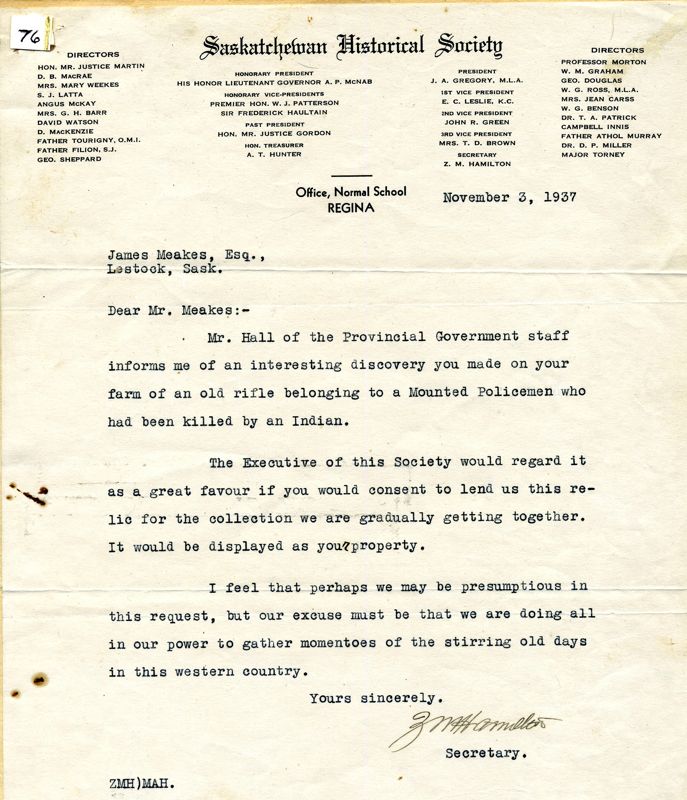 76
Saskatchewan Historical Society
DIRECTORS
HON. MR. JUSTICE MARTIN
D. B. MacRAE
MRS. MARY WEEKES
S. J. LATTA
ANGUS McKAY
MRS. G. H. BARR
DAVID WATSON
D. MacKENZIE
FATHER TOURIGNY, O.M.I.
FATHER FILION, S.J.
GEO. SHEPPARD
HONORARY PRESIDENT
HIS HONOR LIEUTENANT GOVERNOR A. P. McNAB
HONORARY VICE-PRESIDENTS
PREMIER HON. W. J. PATTERSON
SIR FREDERICK HAULTAIN
PAST PRESIDENT
HON. MR. JUSTICE GORDON
HON. TREASURER
A. T. HUNTER
PRESIDENT
J. A. GREGORY, M.L.A.
1ST VICE PRESIDENT
E. C. LESLIE, K.C.
2ND VICE PRESIDENT
JOHN R. GREEN
3RD VICE PRESIDENT
MRS. T. D. BROWN
SECRETARY
Z. M. HAMILTON
DIRECTORS
PROFESSOR MORTON
W. M. GRAHAM
GEO. DOUGLAS
W. G. ROSS, M.L.A.
MRS. JEAN CARSS
W. G. BENSON
DR. T. A. PATRICK
CAMPBELL INNIS
FATHER ATHOL MURRAY
DR. D. P. MILLER
MAJOR TORNEY
Office, Normal School
REGINA
November 3, 1937
James Meakes, Esq.,
Lestock, Sask.
Dear Mr. Meakes:-
Mr. Hall of the Provincial Government staff
informs me of an interesting discovery you made on your
farm of an old rifle belonging to a Mounted Policemen who
had been killed by an Indian.
The Executive of this Society would regard it
as a great favour if you would consent to lend us this re-
lic for the collection we are gradually getting together.
It would be displayed as your property.
I feel that perhaps we may be presumptious in
this request, but our excuse must be that we are doing all
in our power to gather momentoes of the stirring old days
in this western country.
Yours sincerely.
Z M Hamilton
Secretary.
ZMH)MAH.